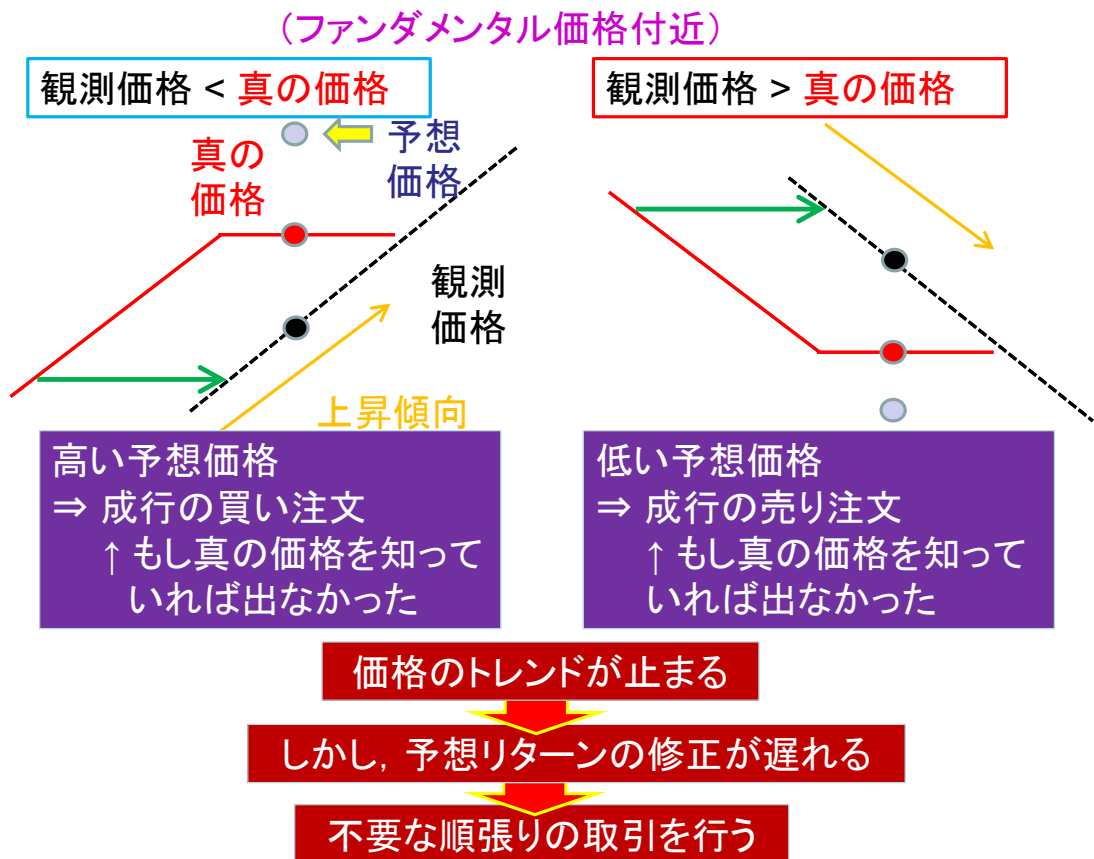 （ファンダメンタル価格付近）
観測価格 < 真の価格
観測価格 > 真の価格
真の
価格
予想
価格
観測
価格
上昇傾向
高い予想価格
⇒ 成行の買い注文
↑もし真の価格を知って
いれば出なかった
低い予想価格
⇒ 成行の売り注文
↑もし真の価格を知って
いれば出なかった
価格のトレンドが止まる
しかし，予想リターンの修正が遅れる
不要な順張りの取引を行う